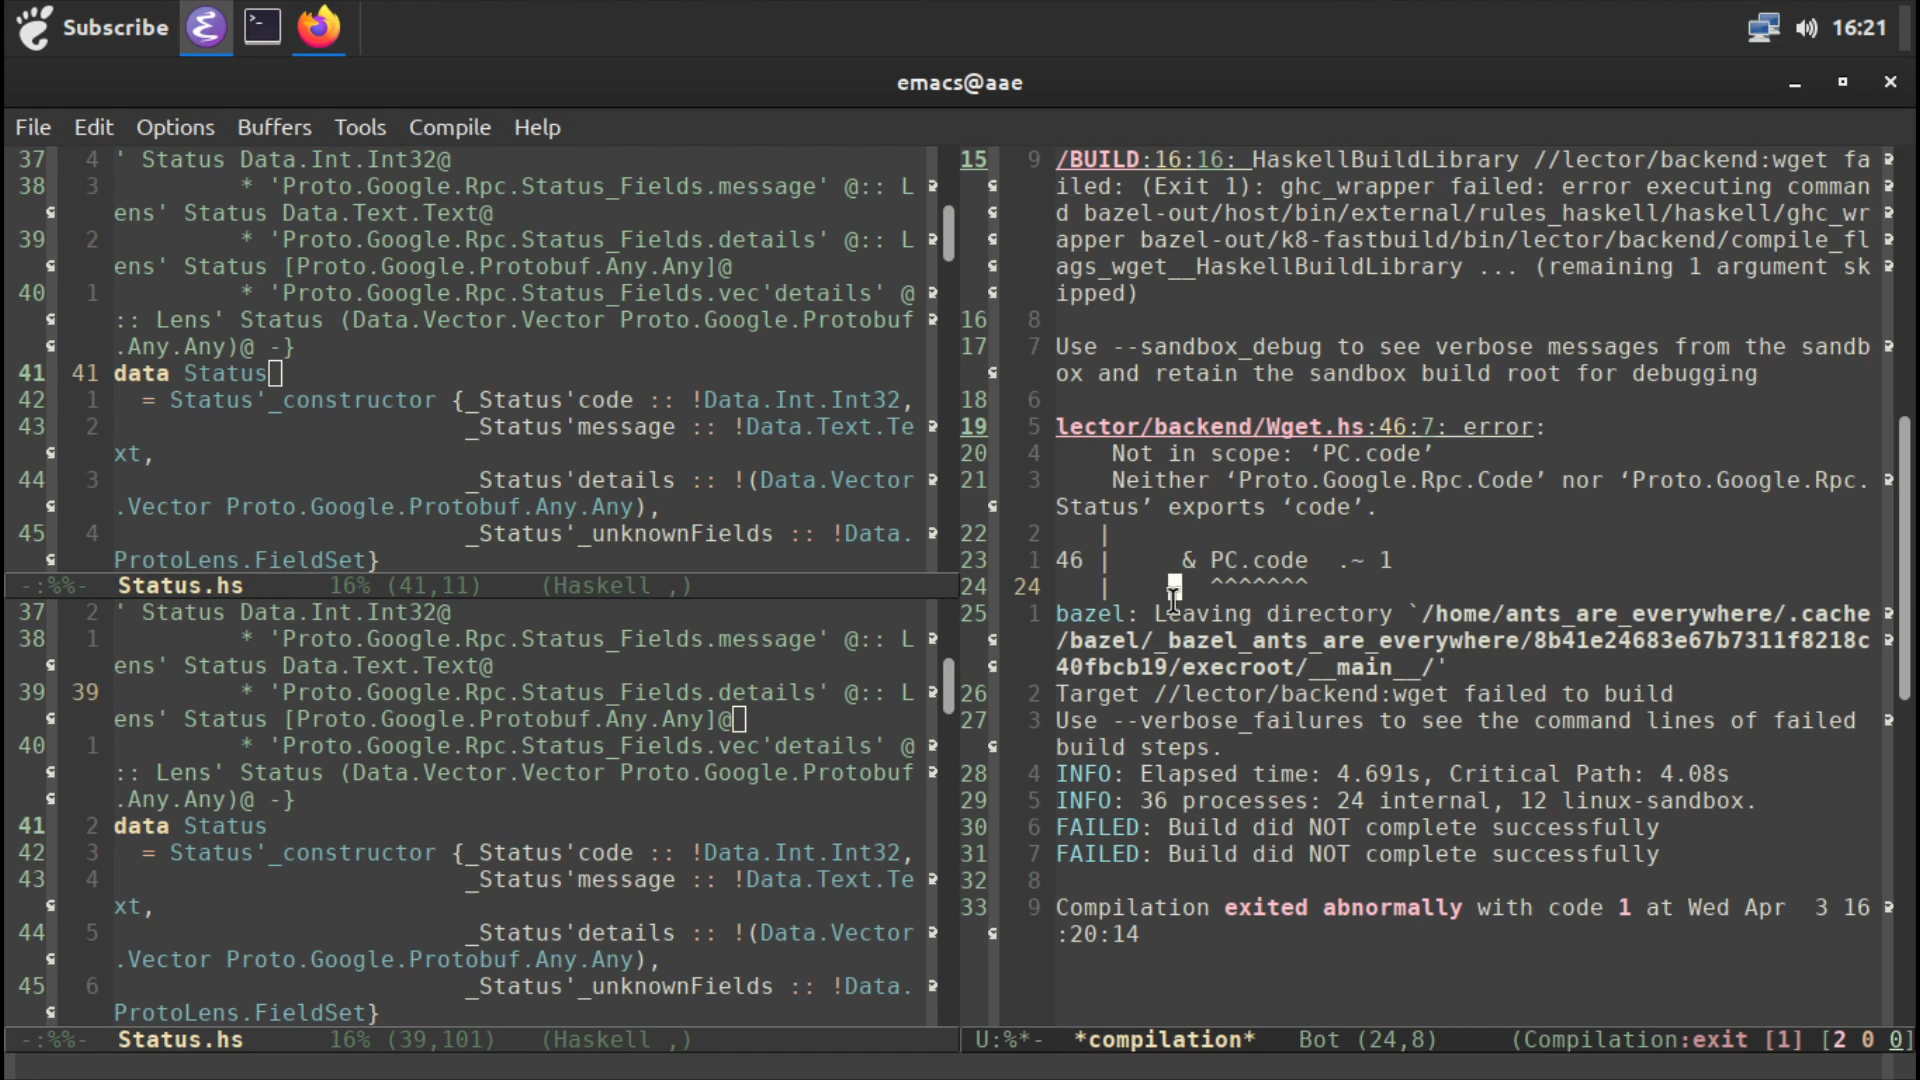 Subscribe 16:21
emacs@aae
File Edit Options Buffers Tools Compile Help
37 4 ' Status Data.Int.Int32@
38 3 * 'Proto.Google.Rpc.Status_Fields.message' @:: L
ens' Status Data.Text.Text@
39 2 * 'Proto.Google.Rpc.Status_Fields.details' @:: L
ens' Status [Proto.Google.Protobuf.Any.Any]@
40 1 * 'Proto.Google.Rpc.Status_Fields.vec'details' @
:: Lens' Status (Data.Vector.Vector Proto.Google.Protobuf
.Any.Any)@ -}
41 41 data Status
42 1 = Status'_constructor {_Status'code :: !Data.Int.Int32,
43 2 _Status'message :: !Data.Text.Te
xt,
44 3 _Status'details :: !(Data.Vector
.Vector Proto.Google.Protobuf.Any.Any),
45 4 _Status'_unknownFields :: !Data.
ProtoLens.FieldSet}
-:%%- Status.hs 16% (41,11) (Haskell ,)
37 2 ' Status Data.Int.Int32@
38 1 * 'Proto.Google.Rpc.Status_Fields.message' @:: L
ens' Status Data.Text.Text@
39 39 * 'Proto.Google.Rpc.Status_Fields.details' @:: L
ens' Status [Proto.Google.Protobuf.Any.Any]@
40 1 * 'Proto.Google.Rpc.Status_Fields.vec'details' @
:: Lens' Status (Data.Vector.Vector Proto.Google.Protobuf
.Any.Any)@ -}
41 2 data Status
42 3 = Status'_constructor {_Status'code :: !Data.Int.Int32,
43 4 _Status'message :: !Data.Text.Te
xt,
44 5 _Status'details :: !(Data.Vector
.Vector Proto.Google.Protobuf.Any.Any),
45 6 _Status'_unknownFields :: !Data.
ProtoLens.FieldSet}
-:%%- Status.hs 16% (39,101) (Haskell ,)
15 9 /BUILD:16:16: HaskellBuildLibrary //lector/backend:wget fa
iled: (Exit 1): ghc_wrapper failed: error executing comman
d bazel-out/host/bin/external/rules_haskell/haskell/ghc_wr
apper bazel-out/k8-fastbuild/bin/lector/backend/compile_fl
ags_wget__HaskellBuildLibrary ... (remaining 1 argument sk
ipped)
16 8
17 7 Use --sandbox_debug to see verbose messages from the sandb
ox and retain the sandbox build root for debugging
18 6
19 5 lector/backend/Wget.hs:46:7: error:
20 4 Not in scope: ‘PC.code’
21 3 Neither ‘Proto.Google.Rpc.Code’ nor ‘Proto.Google.Rpc.
Status’ exports ‘code’.
22 2 |
23 1 46 | & PC.code .~ 1
24 24 | ^^^^^^^
25 1 bazel: Leaving directory `/home/ants_are_everywhere/.cache
/bazel/_bazel_ants_are_everywhere/8b41e24683e67b7311f8218c
40fbcb19/execroot/__main__/'
26 2 Target //lector/backend:wget failed to build
27 3 Use --verbose_failures to see the command lines of failed
build steps.
28 4 INFO: Elapsed time: 4.691s, Critical Path: 4.08s
29 5 INFO: 36 processes: 24 internal, 12 linux-sandbox.
30 6 FAILED: Build did NOT complete successfully
31 7 FAILED: Build did NOT complete successfully
32 8
33 9 Compilation exited abnormally with code 1 at Wed Apr  3 16
:20:14
U:%*- *compilation* Bot (24,8) (Compilation:exit [1] [2 0 0]